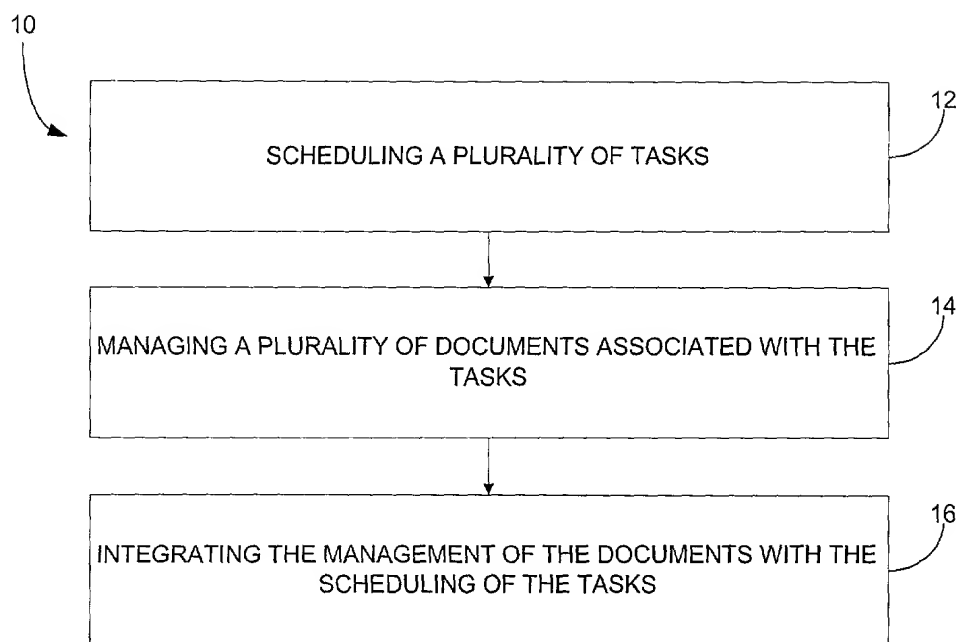 10
12
SCHEDULING A PLURALITY OF TASKS
14
MANAGING A PLURALITY OF DOCUMENTS ASSOCIATED WITH THE
TASKS
16
INTEGRATING THE MANAGEMENT OF THE DOCUMENTS WITH THE
SCHEDULING OF THE TASKS